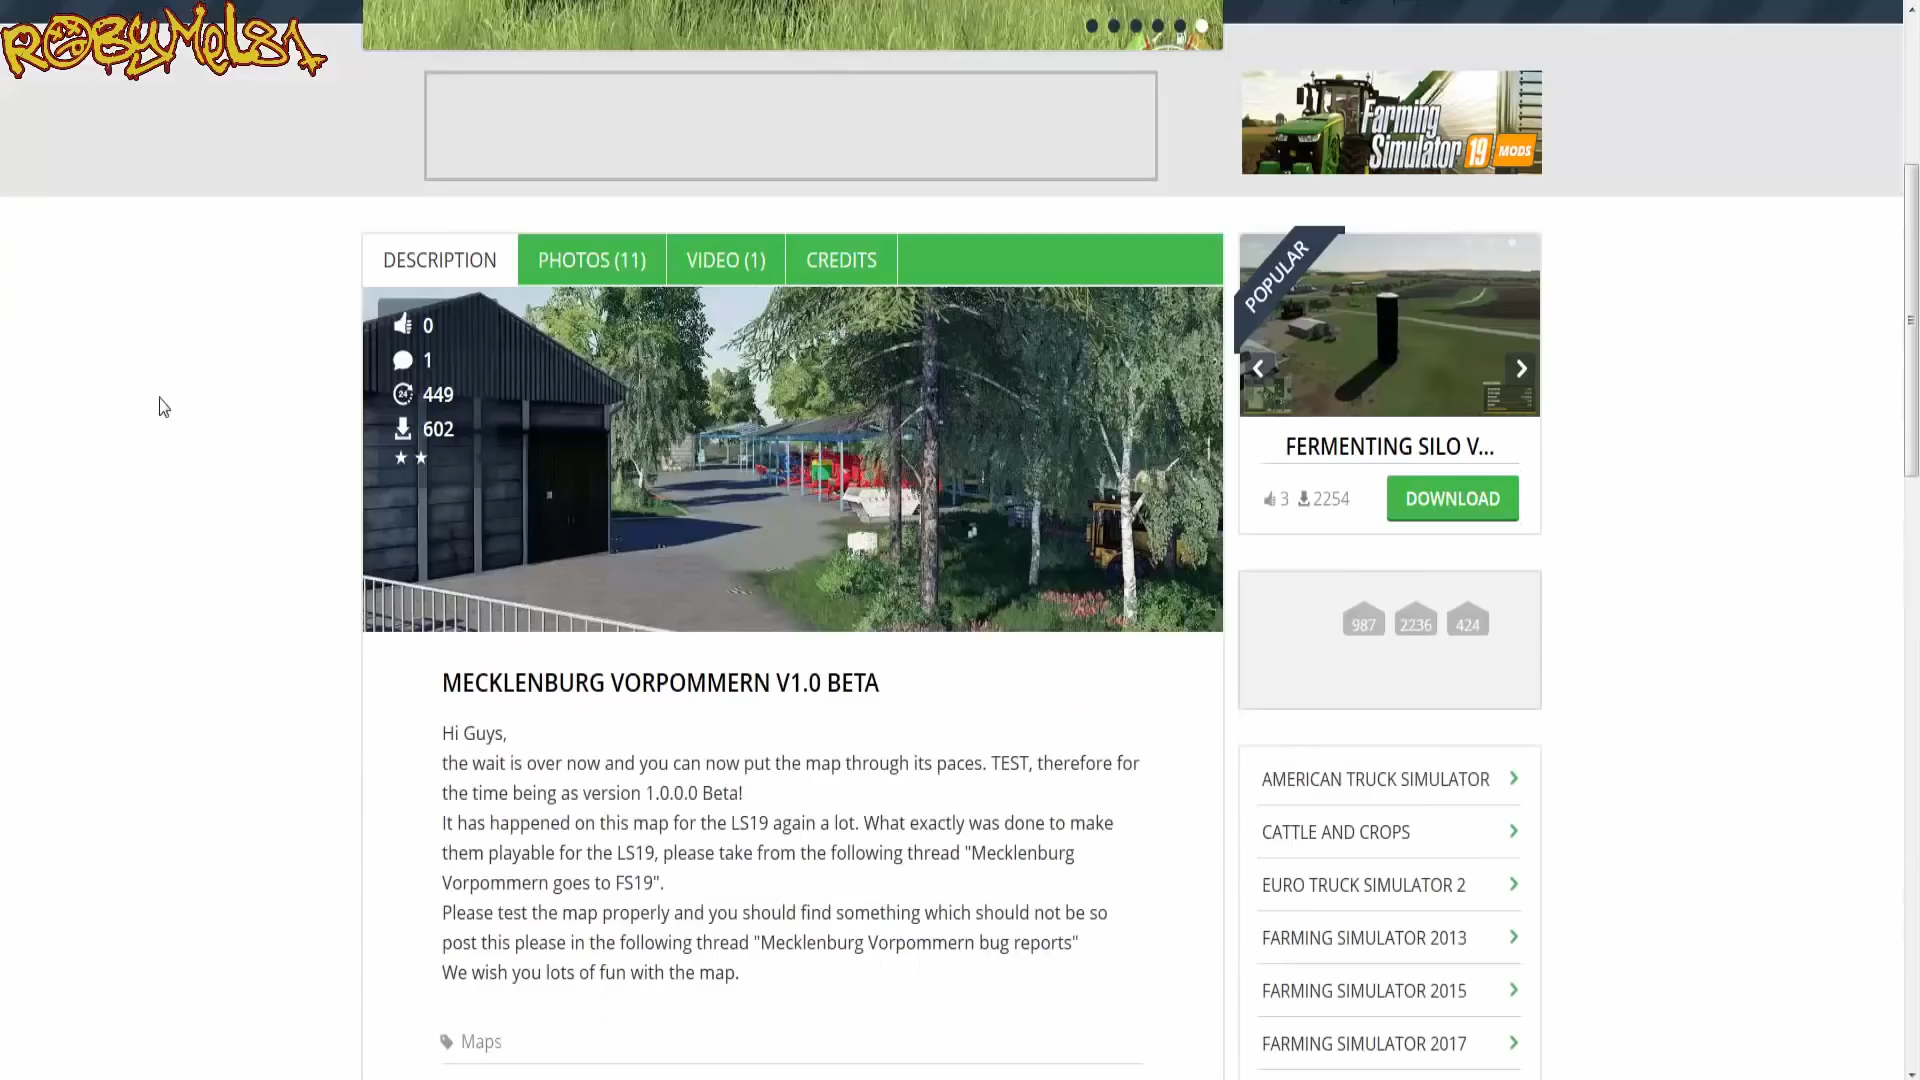 RobyMel81
Farming
Simulator 19 MODS
DESCRIPTION
PHOTOS (11)
VIDEO (1)
CREDITS
0
1
24 449
602
MECKLENBURG VORPOMMERN V1.0 BETA
Hi Guys,
the wait is over now and you can now put the map through its paces. TEST, therefore for
the time being as version 1.0.0.0 Beta!
It has happened on this map for the LS19 again a lot. What exactly was done to make
them playable for the LS19, please take from the following thread "Mecklenburg
Vorpommern goes to FS19".
Please test the map properly and you should find something which should not be so
post this please in the following thread "Mecklenburg Vorpommern bug reports"
We wish you lots of fun with the map.
Maps
POPULAR
FERMENTING SILO V...
3 2254
DOWNLOAD
987 2236 424
AMERICAN TRUCK SIMULATOR
CATTLE AND CROPS
EURO TRUCK SIMULATOR 2
FARMING SIMULATOR 2013
FARMING SIMULATOR 2015
FARMING SIMULATOR 2017